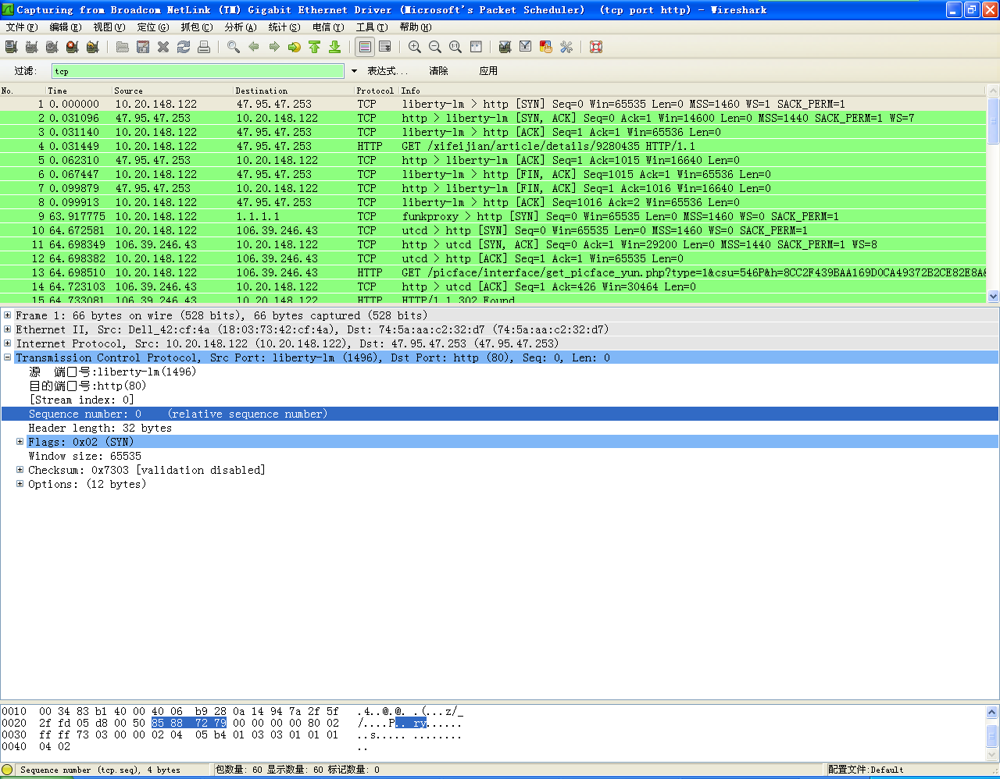 Capturing from Broadcom NetLink (TM) Gigabit Ethernet Driver (Microsoft's Packet Scheduler)  (tcp port http) - Wireshark
文件(F) 编辑(E) 视图(V) 定位(G) 抓包(C) 分析(A) 统计(S) 电信(Y) 工具(T) 帮助(H)
过滤: tcp 表达式... 清除 应用
No. Time Source Destination Protocol Info
1 0.000000 10.20.148.122 47.95.47.253 TCP liberty-lm > http [SYN] Seq=0 Win=65535 Len=0 MSS=1460 WS=1 SACK_PERM=1
2 0.031096 47.95.47.253 10.20.148.122 TCP http > liberty-lm [SYN, ACK] Seq=0 Ack=1 Win=14600 Len=0 MSS=1440 SACK_PERM=1 WS=7
3 0.031140 10.20.148.122 47.95.47.253 TCP liberty-lm > http [ACK] Seq=1 Ack=1 Win=65536 Len=0
4 0.031449 10.20.148.122 47.95.47.253 HTTP GET /xifeijian/article/details/9280435 HTTP/1.1
5 0.062310 47.95.47.253 10.20.148.122 TCP http > liberty-lm [ACK] Seq=1 Ack=1015 Win=16640 Len=0
6 0.067447 10.20.148.122 47.95.47.253 TCP liberty-lm > http [FIN, ACK] Seq=1015 Ack=1 Win=65536 Len=0
7 0.099879 47.95.47.253 10.20.148.122 TCP http > liberty-lm [FIN, ACK] Seq=1 Ack=1016 Win=16640 Len=0
8 0.099913 10.20.148.122 47.95.47.253 TCP liberty-lm > http [ACK] Seq=1016 Ack=2 Win=65536 Len=0
9 63.917775 10.20.148.122 1.1.1.1 TCP funkproxy > http [SYN] Seq=0 Win=65535 Len=0 MSS=1460 WS=0 SACK_PERM=1
10 64.672581 10.20.148.122 106.39.246.43 TCP utcd > http [SYN] Seq=0 Win=65535 Len=0 MSS=1460 WS=0 SACK_PERM=1
11 64.698349 106.39.246.43 10.20.148.122 TCP http > utcd [SYN, ACK] Seq=0 Ack=1 Win=29200 Len=0 MSS=1440 SACK_PERM=1 WS=8
12 64.698382 10.20.148.122 106.39.246.43 TCP utcd > http [ACK] Seq=1 Ack=1 Win=65535 Len=0
13 64.698510 10.20.148.122 106.39.246.43 HTTP GET /picface/interface/get_picface_yun.php?type=1&csu=546P&h=8CC2F439BAA169D0CA49372B2CE82E8A&
14 64.723103 106.39.246.43 10.20.148.122 TCP http > utcd [ACK] Seq=1 Ack=426 Win=30464 Len=0
15 64.733081 106.39.246.43 10.20.148.122 HTTP HTTP/1.1 302 Found
Frame 1: 66 bytes on wire (528 bits), 66 bytes captured (528 bits)
Ethernet II, Src: Dell_42:cf:4a (18:03:73:42:cf:4a), Dst: 74:5a:aa:c2:32:d7 (74:5a:aa:c2:32:d7)
Internet Protocol, Src: 10.20.148.122 (10.20.148.122), Dst: 47.95.47.253 (47.95.47.253)
Transmission Control Protocol, Src Port: liberty-lm (1496), Dst Port: http (80), Seq: 0, Len: 0
源  端口号:liberty-lm(1496)
目的端口号:http(80)
[Stream index: 0]
Sequence number: 0    (relative sequence number)
Header length: 32 bytes
Flags: 0x02 (SYN)
Window size: 65535
Checksum: 0x7303 [validation disabled]
Options: (12 bytes)
0010  00 34 83 b1 40 00 40 06  b9 28 0a 14 94 7a 2f 5f   .4..@.@. .(...z/_
0020  2f fd 05 d8 00 50 85 88  72 79 00 00 00 00 80 02   /....P.. ry......
0030  ff ff 73 03 00 00 02 04  05 b4 01 03 03 01 01 01   ..s..... ........
0040  04 02   ..
Sequence number (tcp.seq), 4 bytes 包数量: 60 显示数量: 60 标记数量: 0 配置文件:Default